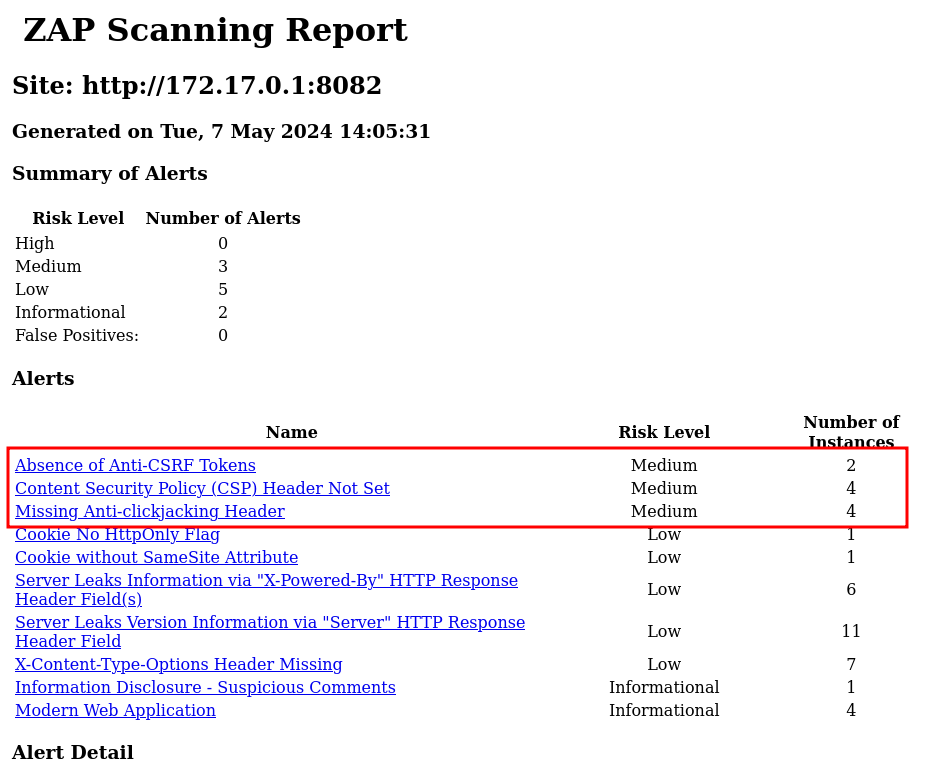 ZAP Scanning Report
Site: http://172.17.0.1:8082
Generated on Tue, 7 May 2024 14:05:31
Summary of Alerts
Risk Level Number of Alerts
High 0
Medium 3
Low 5
Informational 2
False Positives: 0
Alerts
Name Risk Level Number of
Instances
Absence of Anti-CSRF Tokens Medium 2
Content Security Policy (CSP) Header Not Set Medium 4
Missing Anti-clickjacking Header Medium 4
Cookie No HttpOnly Flag Low 1
Cookie without SameSite Attribute Low 1
Server Leaks Information via "X-Powered-By" HTTP Response
Header Field(s) Low 6
Server Leaks Version Information via "Server" HTTP Response
Header Field Low 11
X-Content-Type-Options Header Missing Low 7
Information Disclosure - Suspicious Comments Informational 1
Modern Web Application Informational 4
Alert Detail